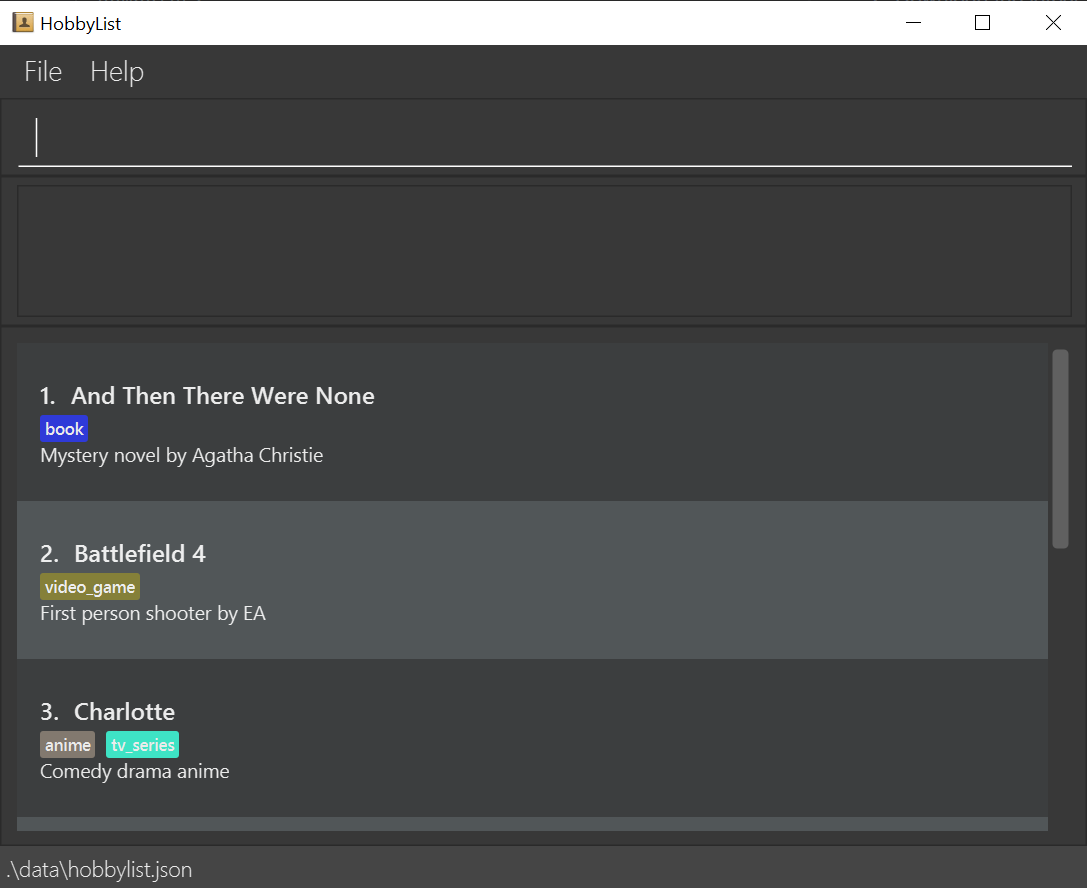 HobbyList
File Help
1. And Then There Were None
book
Mystery novel by Agatha Christie
2. Battlefield 4
video_game
First person shooter by EA
3. Charlotte
anime tv_series
Comedy drama anime
.\data\hobbylist.json